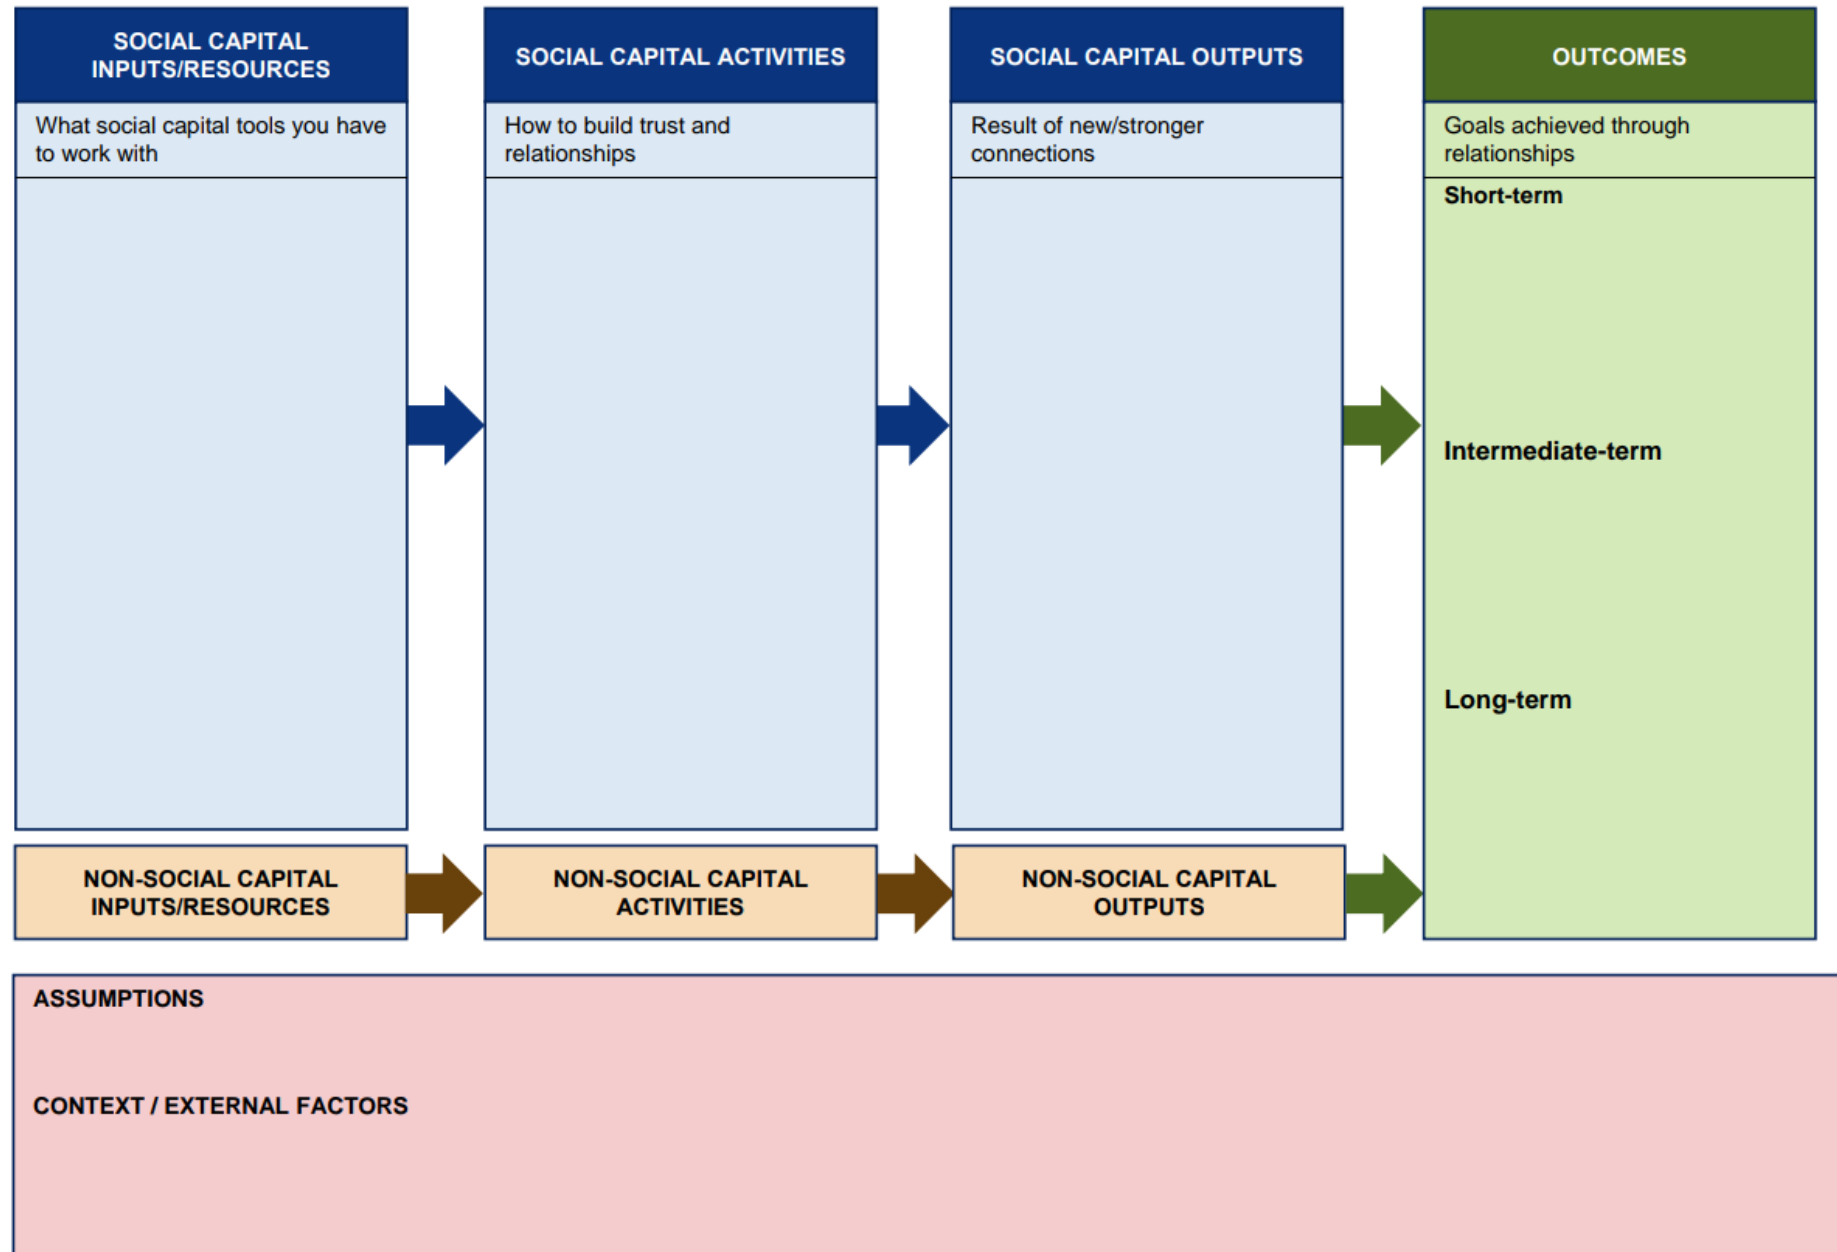 SOCIAL CAPITAL
INPUTS/RESOURCES
What social capital tools you have
to work with
SOCIAL CAPITAL ACTIVITIES
How to build trust and
relationships
SOCIAL CAPITAL OUTPUTS
Result of new/stronger
connections
OUTCOMES
Goals achieved through
relationships
Short-term
Intermediate-term
Long-term
NON-SOCIAL CAPITAL
INPUTS/RESOURCES
NON-SOCIAL CAPITAL
ACTIVITIES
NON-SOCIAL CAPITAL
OUTPUTS
ASSUMPTIONS
CONTEXT / EXTERNAL FACTORS